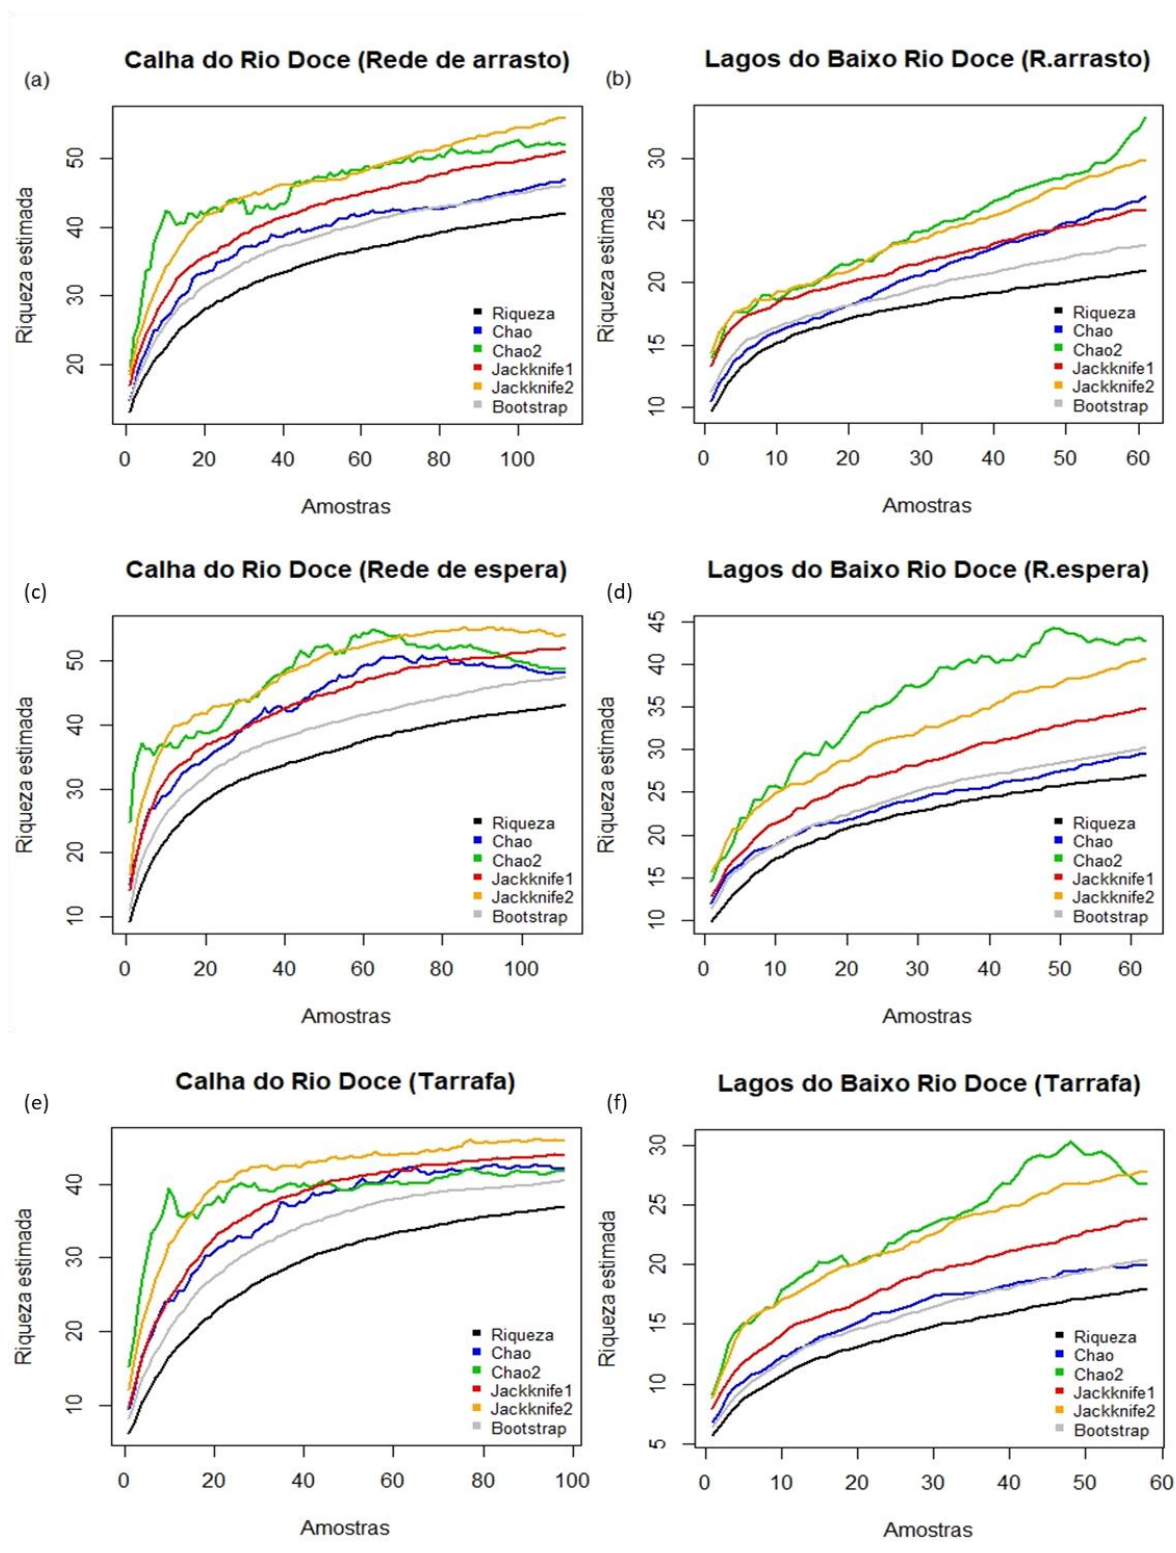 Calha do Rio Doce (Rede de arrasto)
(a)
Riqueza estimada
50
40
30
20
Riqueza
Chao
Chao2
Jackknife1
Jackknife2
Bootstrap
0 20 40 60 80 100
Amostras
Lagos do Baixo Rio Doce (R.arrasto)
(b)
Riqueza estimada
30
25
20
15
10
Riqueza
Chao
Chao2
Jackknife1
Jackknife2
Bootstrap
0 10 20 30 40 50 60
Amostras
Calha do Rio Doce (Rede de espera)
(c)
Riqueza estimada
50
40
30
20
10
Riqueza
Chao
Chao2
Jackknife1
Jackknife2
Bootstrap
0 20 40 60 80 100
Amostras
Lagos do Baixo Rio Doce (R.espera)
(d)
Riqueza estimada
45
40
35
30
25
20
15
10
Riqueza
Chao
Chao2
Jackknife1
Jackknife2
Bootstrap
0 10 20 30 40 50 60
Amostras
Calha do Rio Doce (Tarrafa)
(e)
Riqueza estimada
40
30
20
10
Riqueza
Chao
Chao2
Jackknife1
Jackknife2
Bootstrap
0 20 40 60 80 100
Amostras
Lagos do Baixo Rio Doce (Tarrafa)
(f)
Riqueza estimada
30
25
20
15
10
5
Riqueza
Chao
Chao2
Jackknife1
Jackknife2
Bootstrap
0 10 20 30 40 50 60
Amostras